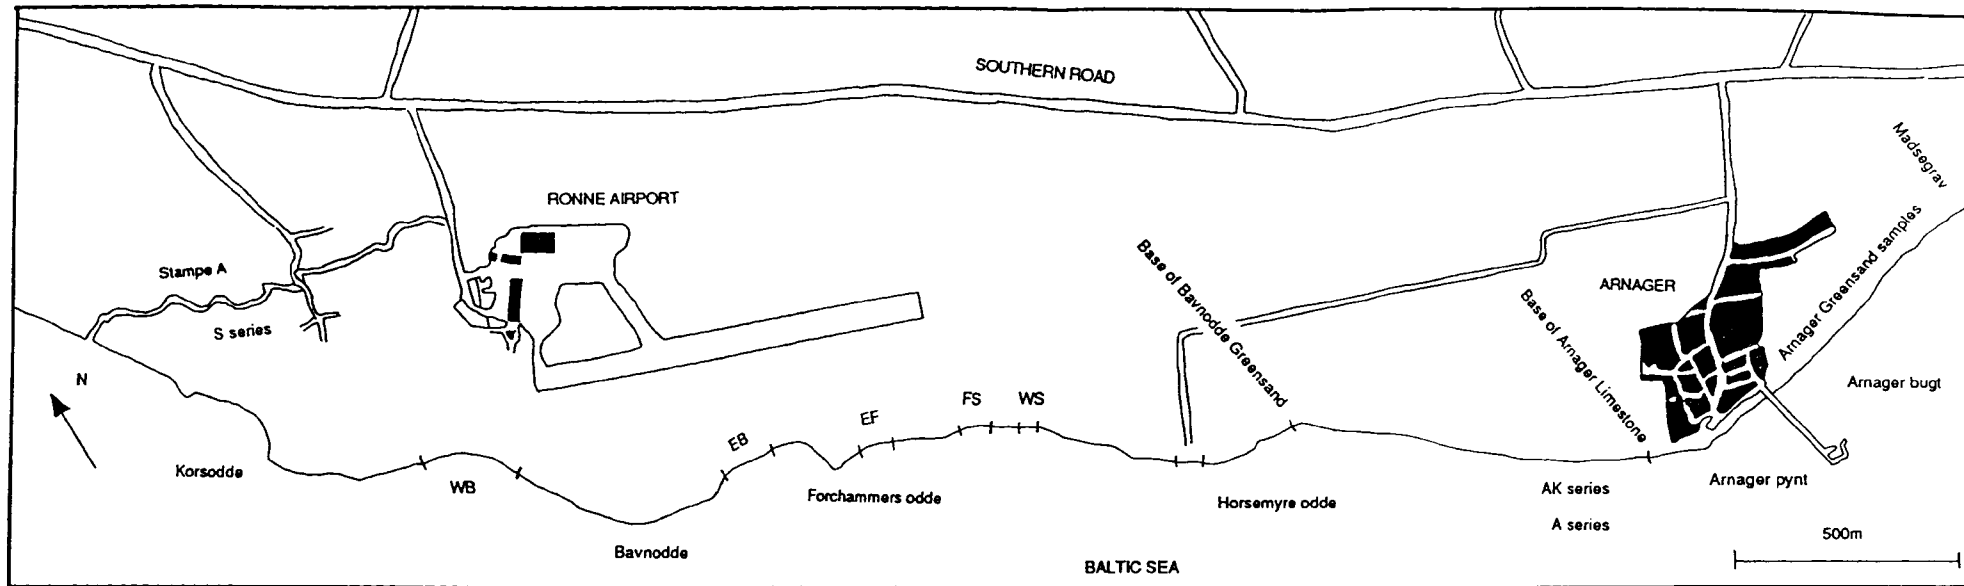 SOUTHERN ROAD
Madsegrav
RONNE AIRPORT
Stampe A
S series
Base of Bavnodde Greensand
ARNAGER
Base of Arnager Limestone
Arnager Greensand samples
Arnager bugt
N
FS
WS
EF
EB
WB
Korsodde
Forchammers odde
Horsemyre odde
AK series
A series
Arnager pynt
500m
Bavnodde
BALTIC SEA